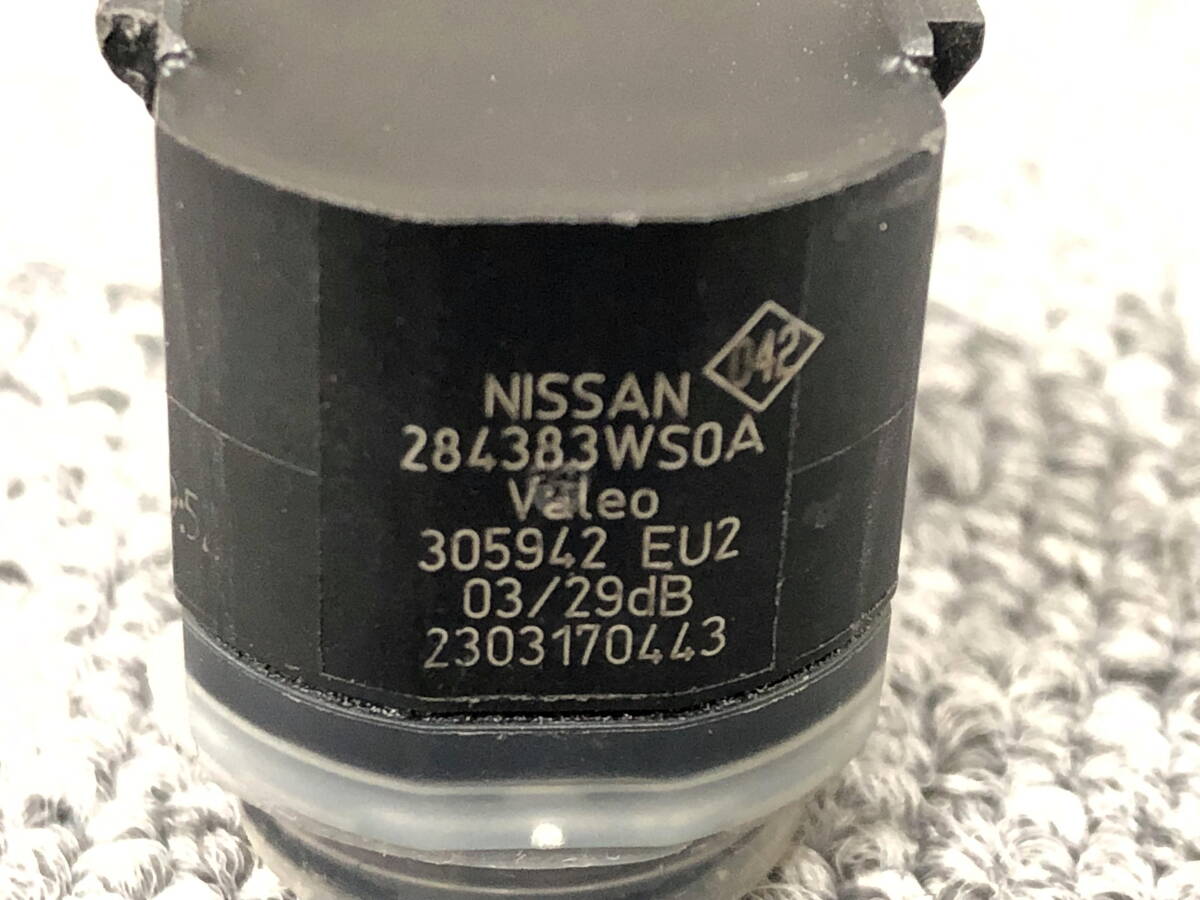 042
NISSAN
284383WS0A
Valeo
305942 EU2
03/29dB
2303170443